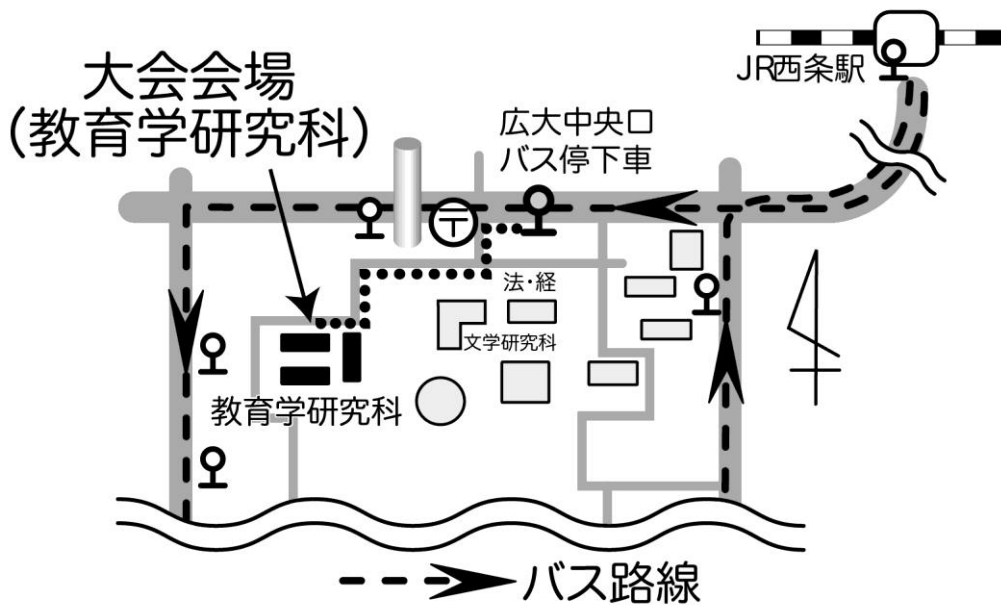 JR西条駅
大会会場
(教育学研究科)
広大中央口
バス停下車
〒
法・経
文学研究科
教育学研究科
バス路線